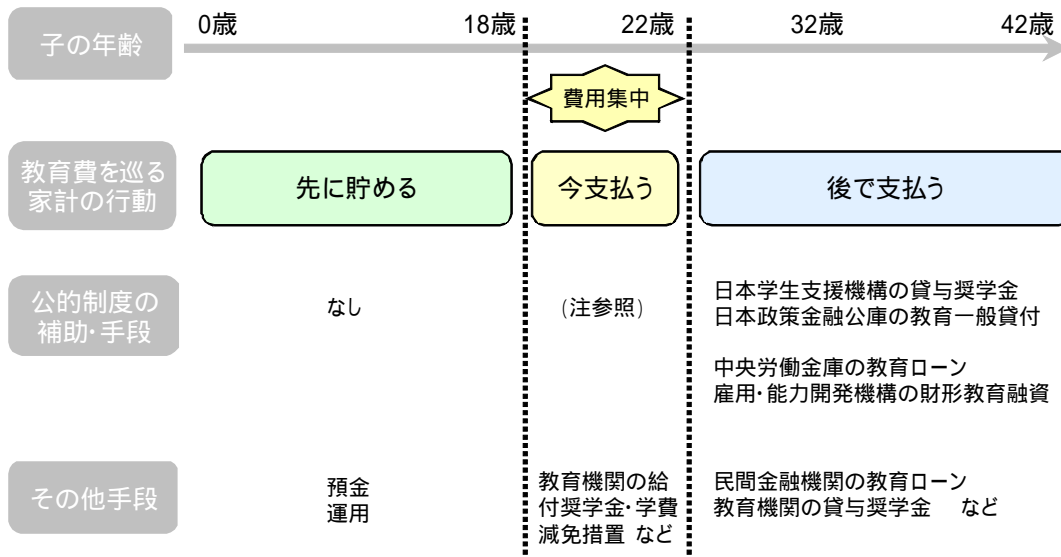 子の年齢
0歳 18歳 22歳 32歳 42歳
費用集中
教育費を巡る
家計の行動
先に貯める 今支払う 後で支払う
公的制度の
補助・手段
なし
(注参照)
日本学生支援機構の貸与奨学金
日本政策金融公庫の教育一般貸付
中央労働金庫の教育ローン
雇用・能力開発機構の財形教育融資
その他手段
預金
運用
教育機関の給
付奨学金・学費
減免措置 など
民間金融機関の教育ローン
教育機関の貸与奨学金 など